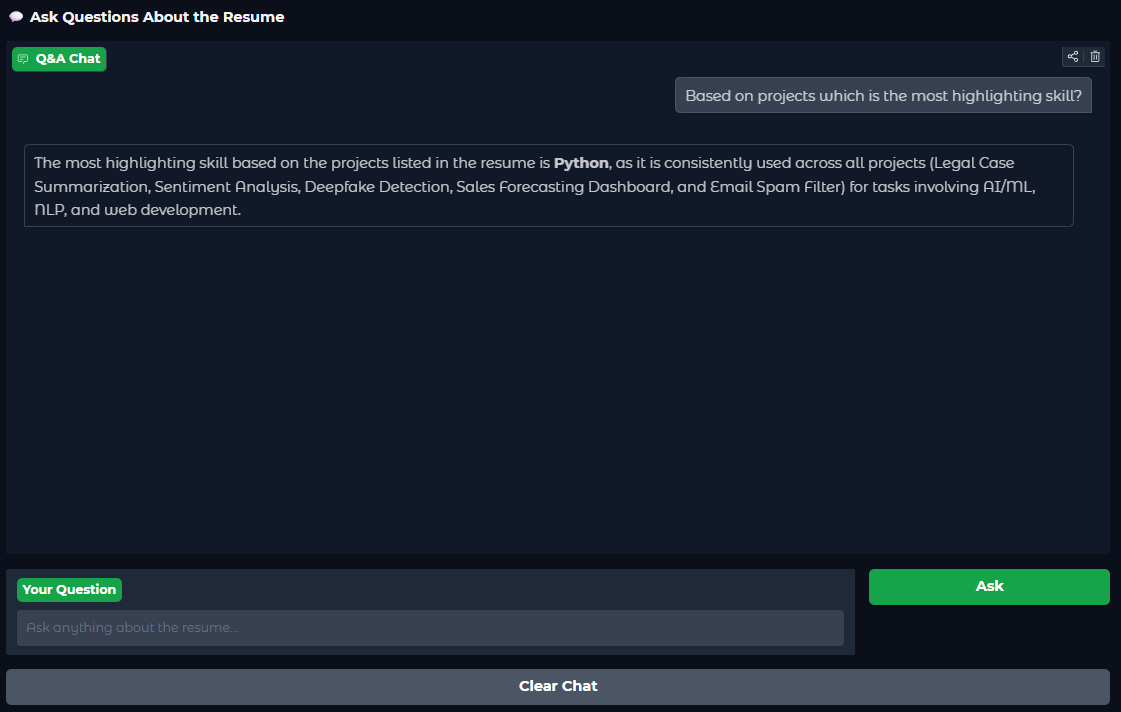 Ask Questions About the Resume
Q&A Chat
Based on projects which is the most highlighting skill?
The most highlighting skill based on the projects listed in the resume is Python, as it is consistently used across all projects (Legal Case
Summarization, Sentiment Analysis, Deepfake Detection, Sales Forecasting Dashboard, and Email Spam Filter) for tasks involving AI/ML,
NLP, and web development.
Your Question
Ask anything about the resume...
Ask
Clear Chat